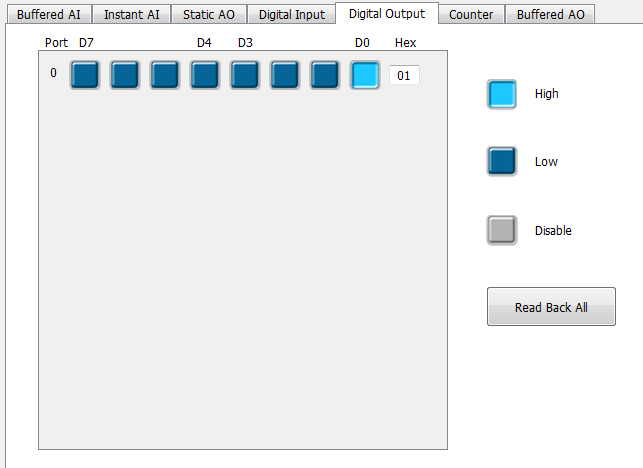 Buffered AI Instant AI Static AO Digital Input Digital Output Counter Buffered AO
Port D7 D4 D3 D0 Hex
0 01
High
Low
Disable
Read Back All